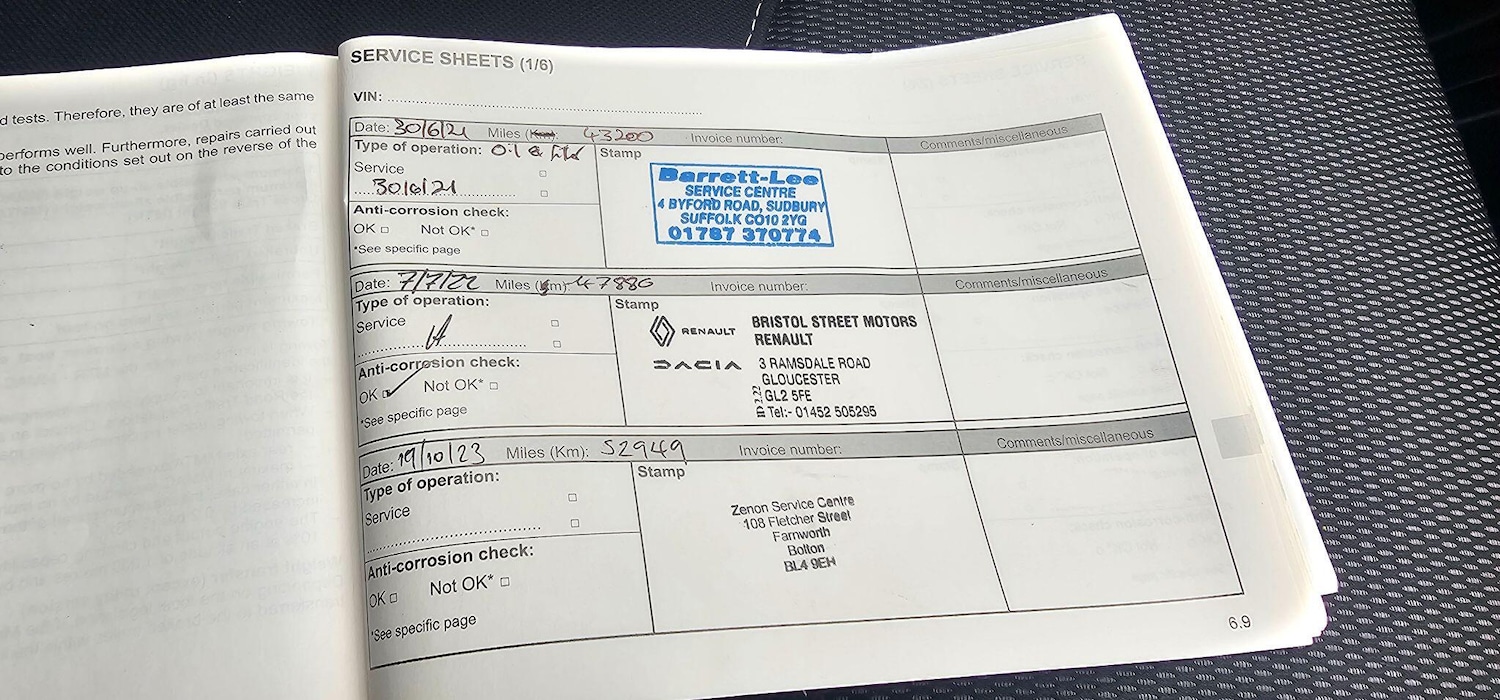 d tests. Therefore, they are of at least the same
performs well. Furthermore, repairs carried out
to the conditions set out on the reverse of the
SERVICE SHEETS (1/6)
VIN:
Date: 30/6/21 Miles (Km): 43200 Invoice number: Comments/miscellaneous
Type of operation: Oil &
Service
30/6/21
Anti-corrosion check:
OK □ Not OK* □
*See specific page
Stamp
Barrett-Lee
SERVICE CENTRE
4 BYFORD ROAD, SUDBURY
SUFFOLK CO10 2YG
01787 370774
Date: 7/7/22 Miles (Km) 47880 Invoice number: Comments/miscellaneous
Type of operation:
Service
A
Anti-corrosion check:
OK Not OK* □
*See specific page
Stamp
RENAULT
DACIA
BRISTOL STREET MOTORS
RENAULT
3 RAMSDALE ROAD
GLOUCESTER
GL2 5FE
Tel:- 01452 505295
Date: 19/10/23 Miles (Km): 52949 Invoice number: Comments/miscellaneous
Type of operation:
Service
Anti-corrosion check:
OK □ Not OK* □
*See specific page
Stamp
Zenon Service Centre
108 Fletcher Street
Farnworth
Bolton
BL4 9EH
6.9